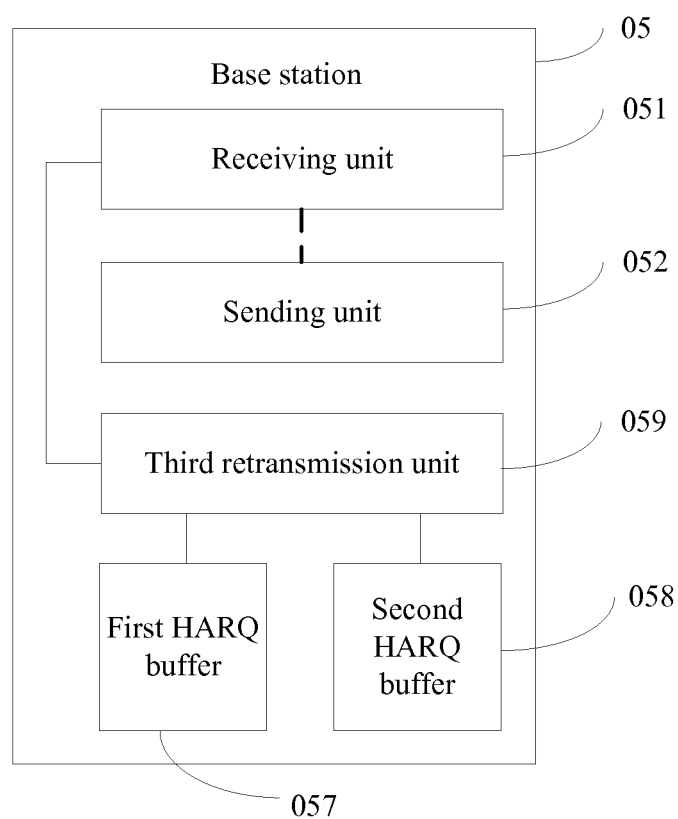 05
Base station
051
Receiving unit
052
Sending unit
059
Third retransmission unit
First HARQ
buffer
Second
HARQ
buffer
058
057